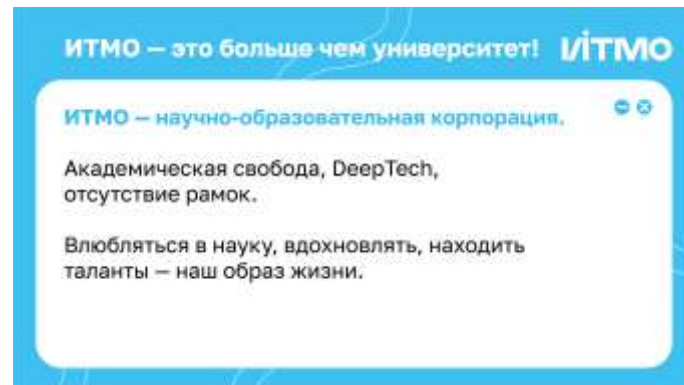 ИТМО — это больше чем университет! ИТМО
ИТМО — научно-образовательная корпорация.
Академическая свобода, DeepTech,
отсутствие рамок.
Влюбляться в науку, вдохновлять, находить
таланты — наш образ жизни.